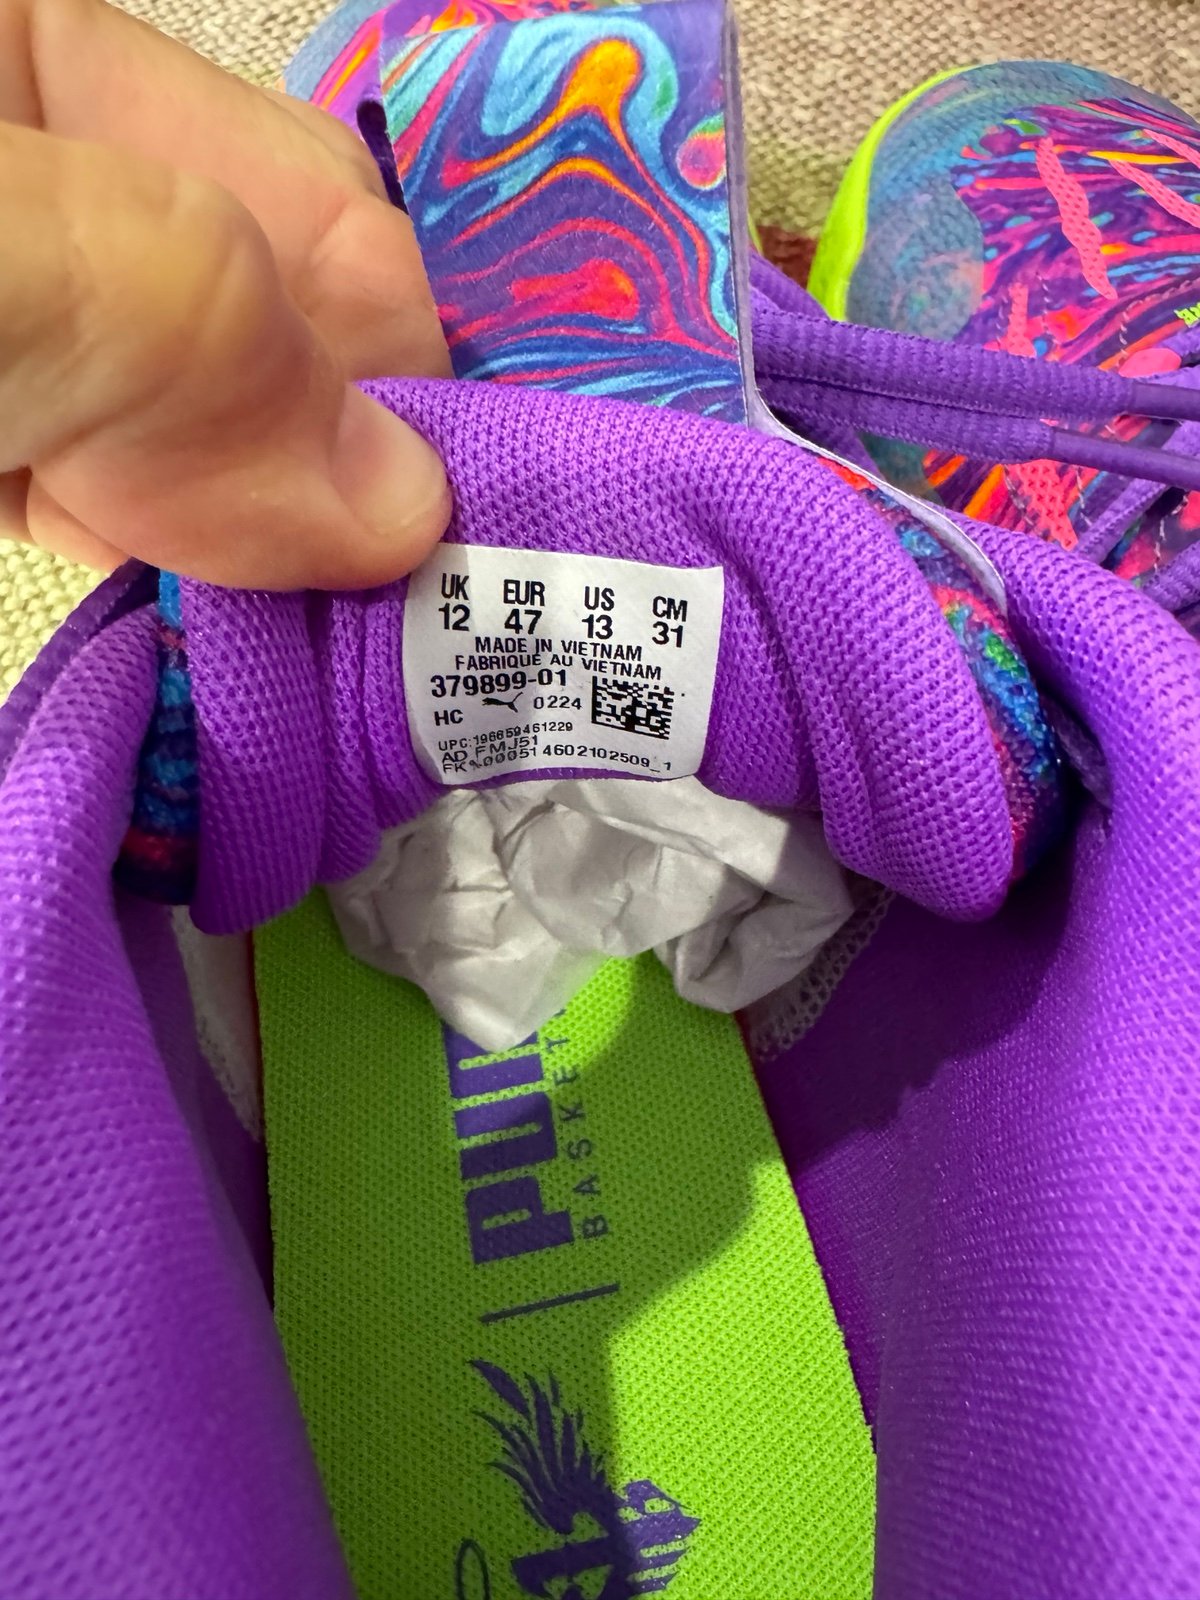 UK EUR US CM
12 47 13 31
MADE IN VIETNAM
FABRIQUE AU VIETNAM
379899-01
HC 0224
UPC:196659461229
AD FMJ51
BASKET